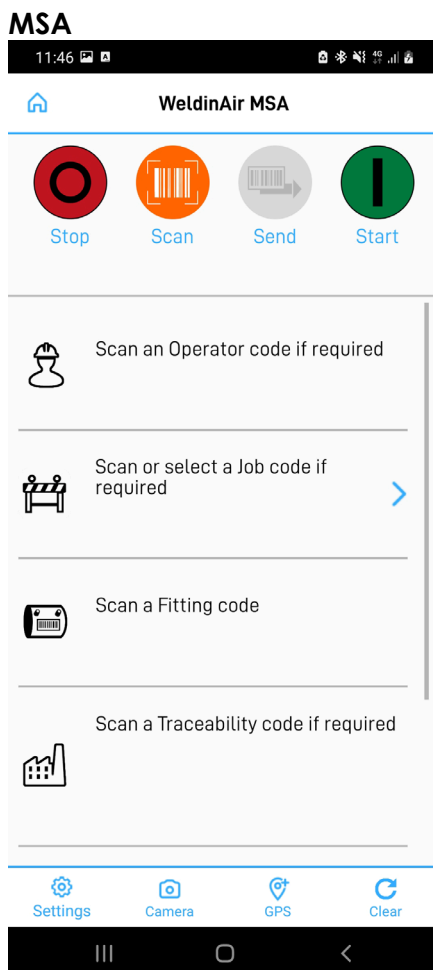 MSA
11:46
4G
WeldinAir MSA
Stop
Scan
Send
Start
Scan an Operator code if required
Scan or select a Job code if
required
Scan a Fitting code
Scan a Traceability code if required
Settings
Camera
GPS
Clear